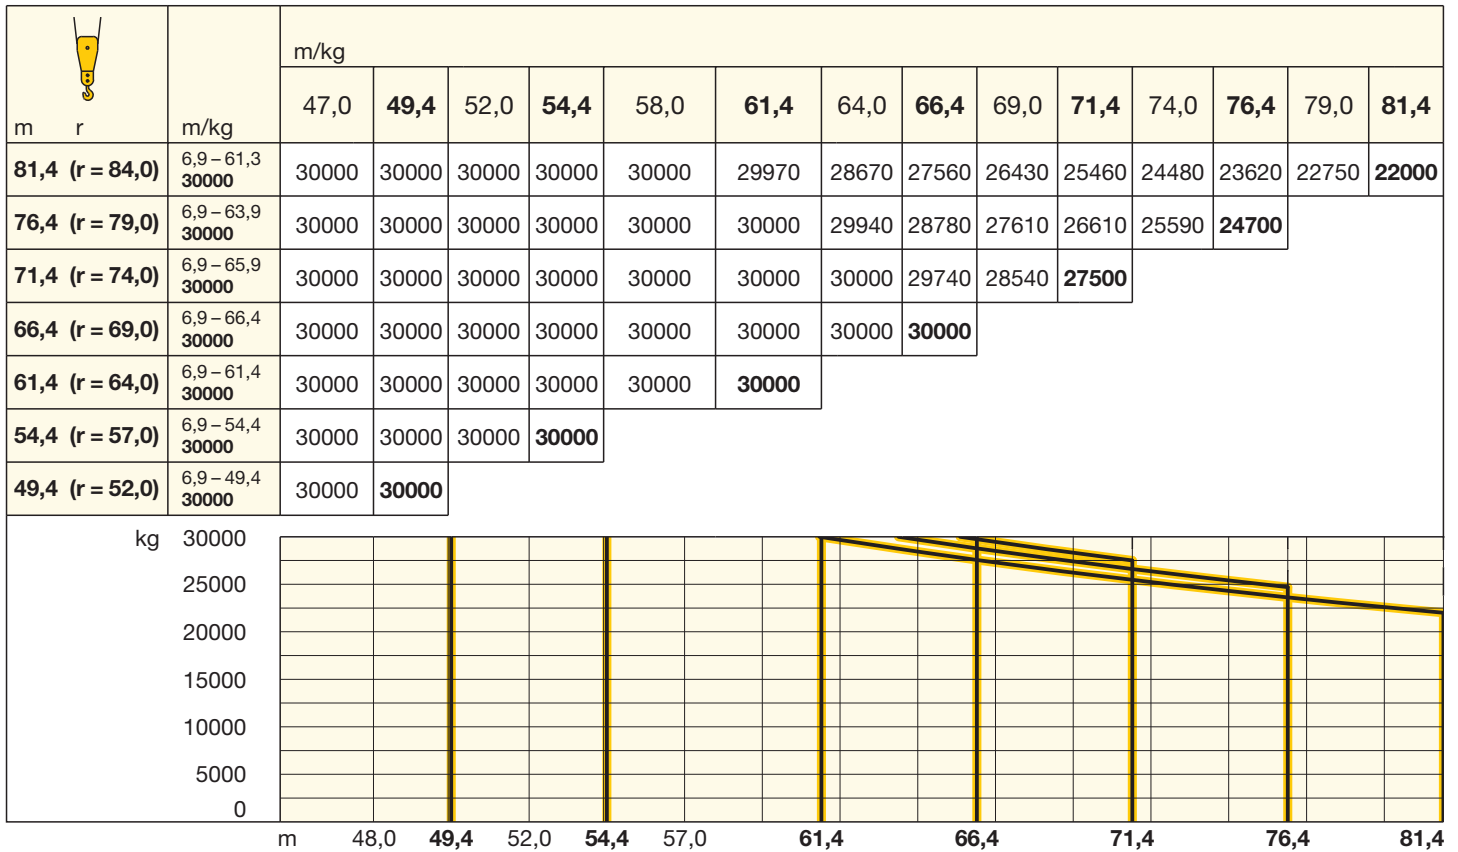 m/kg
m r m/kg 47,0 49,4 52,0 54,4 58,0 61,4 64,0 66,4 69,0 71,4 74,0 76,4 79,0 81,4
81,4 (r = 84,0) 6,9 – 61,3 30000 30000 30000 30000 30000 30000 29970 28670 27560 26430 25460 24480 23620 22750 22000
76,4 (r = 79,0) 6,9 – 63,9 30000 30000 30000 30000 30000 30000 30000 29940 28780 27610 26610 25590 24700
71,4 (r = 74,0) 6,9 – 65,9 30000 30000 30000 30000 30000 30000 30000 30000 29740 28540 27500
66,4 (r = 69,0) 6,9 – 66,4 30000 30000 30000 30000 30000 30000 30000 30000 30000
61,4 (r = 64,0) 6,9 – 61,4 30000 30000 30000 30000 30000 30000 30000
54,4 (r = 57,0) 6,9 – 54,4 30000 30000 30000 30000 30000
49,4 (r = 52,0) 6,9 – 49,4 30000 30000 30000
kg 30000
25000
20000
15000
10000
5000
0
m 48,0 49,4 52,0 54,4 57,0 61,4 66,4 71,4 76,4 81,4